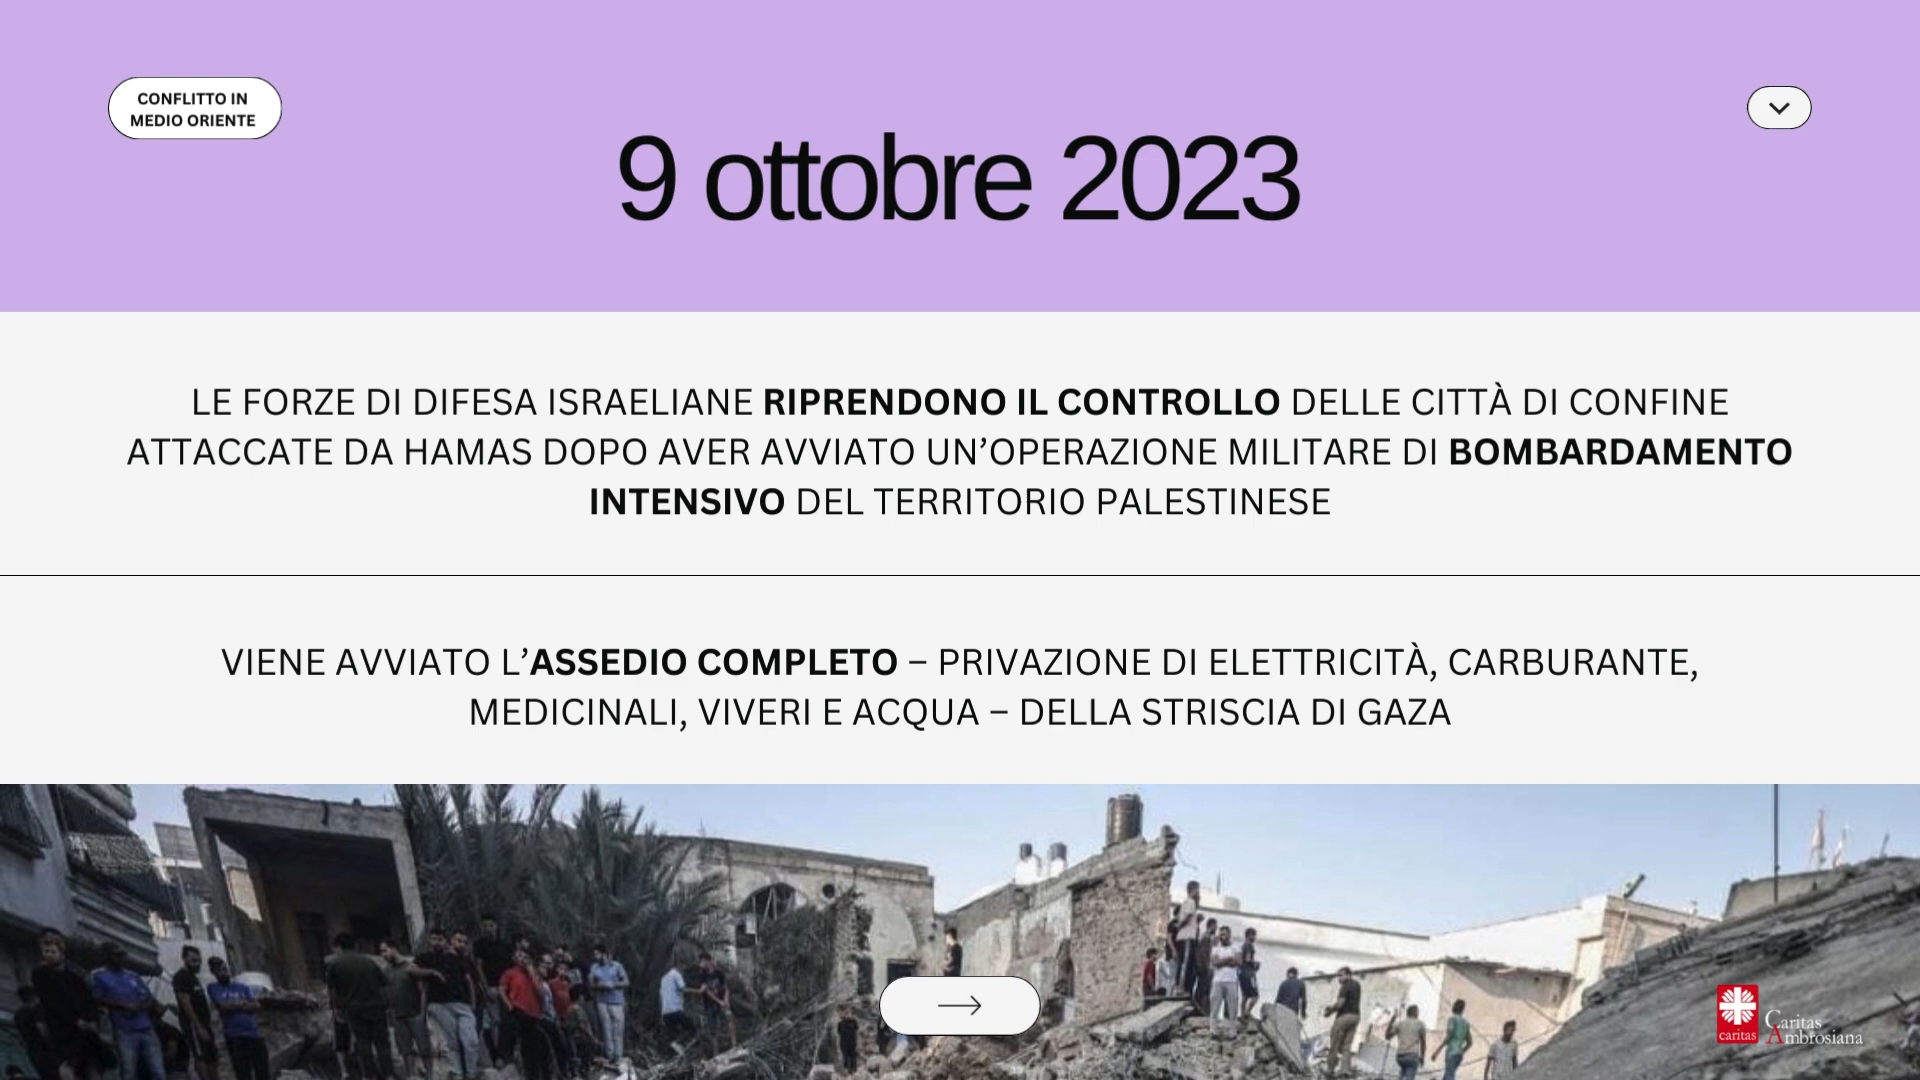 CONFLITTO IN
MEDIO ORIENTE
9 ottobre 2023
LE FORZE DI DIFESA ISRAELIANE RIPRENDONO IL CONTROLLO DELLE CITTÀ DI CONFINE
ATTACCATE DA HAMAS DOPO AVER AVVIATO UN’OPERAZIONE MILITARE DI BOMBARDAMENTO
INTENSIVO DEL TERRITORIO PALESTINESE
VIENE AVVIATO L’ASSEDIO COMPLETO – PRIVAZIONE DI ELETTRICITÀ, CARBURANTE,
MEDICINALI, VIVERI E ACQUA – DELLA STRISCIA DI GAZA
caritas
Caritas
Ambrosiana